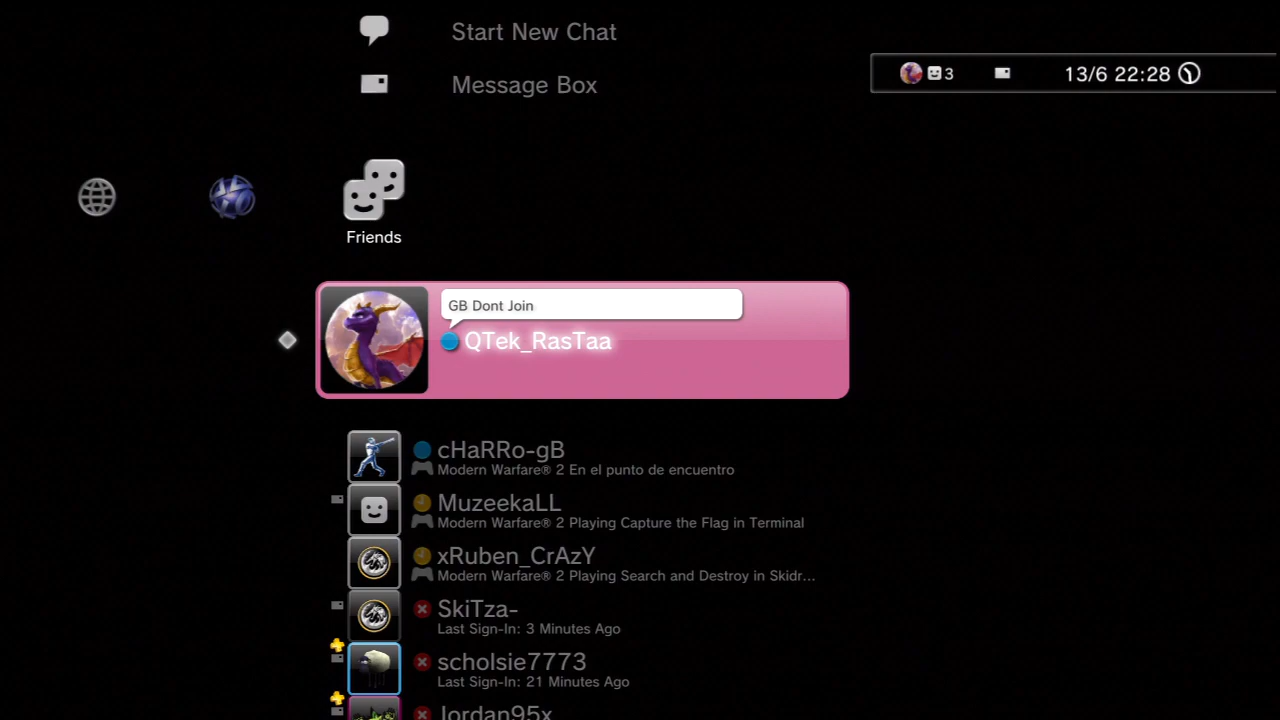 Start New Chat
Message Box
3 13/6 22:28
Friends
GB Dont Join
QTek_RasTaa
cHaRRo-gB
Modern Warfare® 2 En el punto de encuentro
MuzeekaLL
Modern Warfare® 2 Playing Capture the Flag in Terminal
xRuben_CrAzY
Modern Warfare® 2 Playing Search and Destroy in Skidr...
SkiTza-
Last Sign-In: 3 Minutes Ago
scholsie7773
Last Sign-In: 21 Minutes Ago
Jordan95x